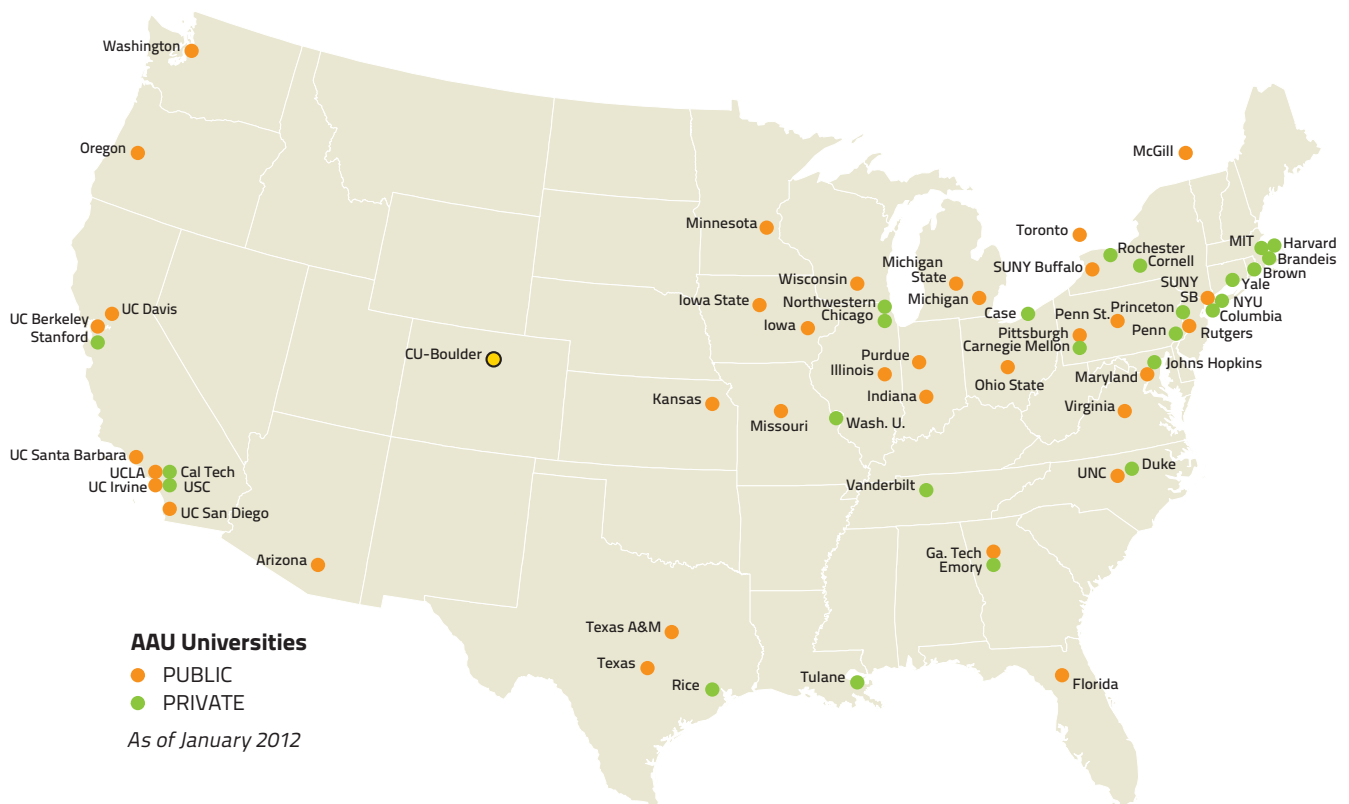 Washington
Oregon
McGill
Minnesota
Toronto
MIT
Harvard
Rochester
Brandeis
Cornell
SUNY Buffalo
Brown
Michigan
State
Wisconsin
SUNY
SB
Yale
Iowa State
Northwestern
Michigan
Princeton
NYU
UC Davis
Chicago
Case
Penn St.
Columbia
UC Berkeley
Iowa
Pittsburgh
Penn
Rutgers
Stanford
Carnegie Mellon
CU-Boulder
Purdue
Johns Hopkins
Illinois
Ohio State
Maryland
Kansas
Indiana
Virginia
Missouri
Wash. U.
UC Santa Barbara
UCLA
Cal Tech
Duke
UC Irvine
USC
Vanderbilt
UNC
UC San Diego
Ga. Tech
Arizona
Emory
Texas A&M
Texas
Rice
Tulane
Florida
AAU Universities
PUBLIC
PRIVATE
As of January 2012